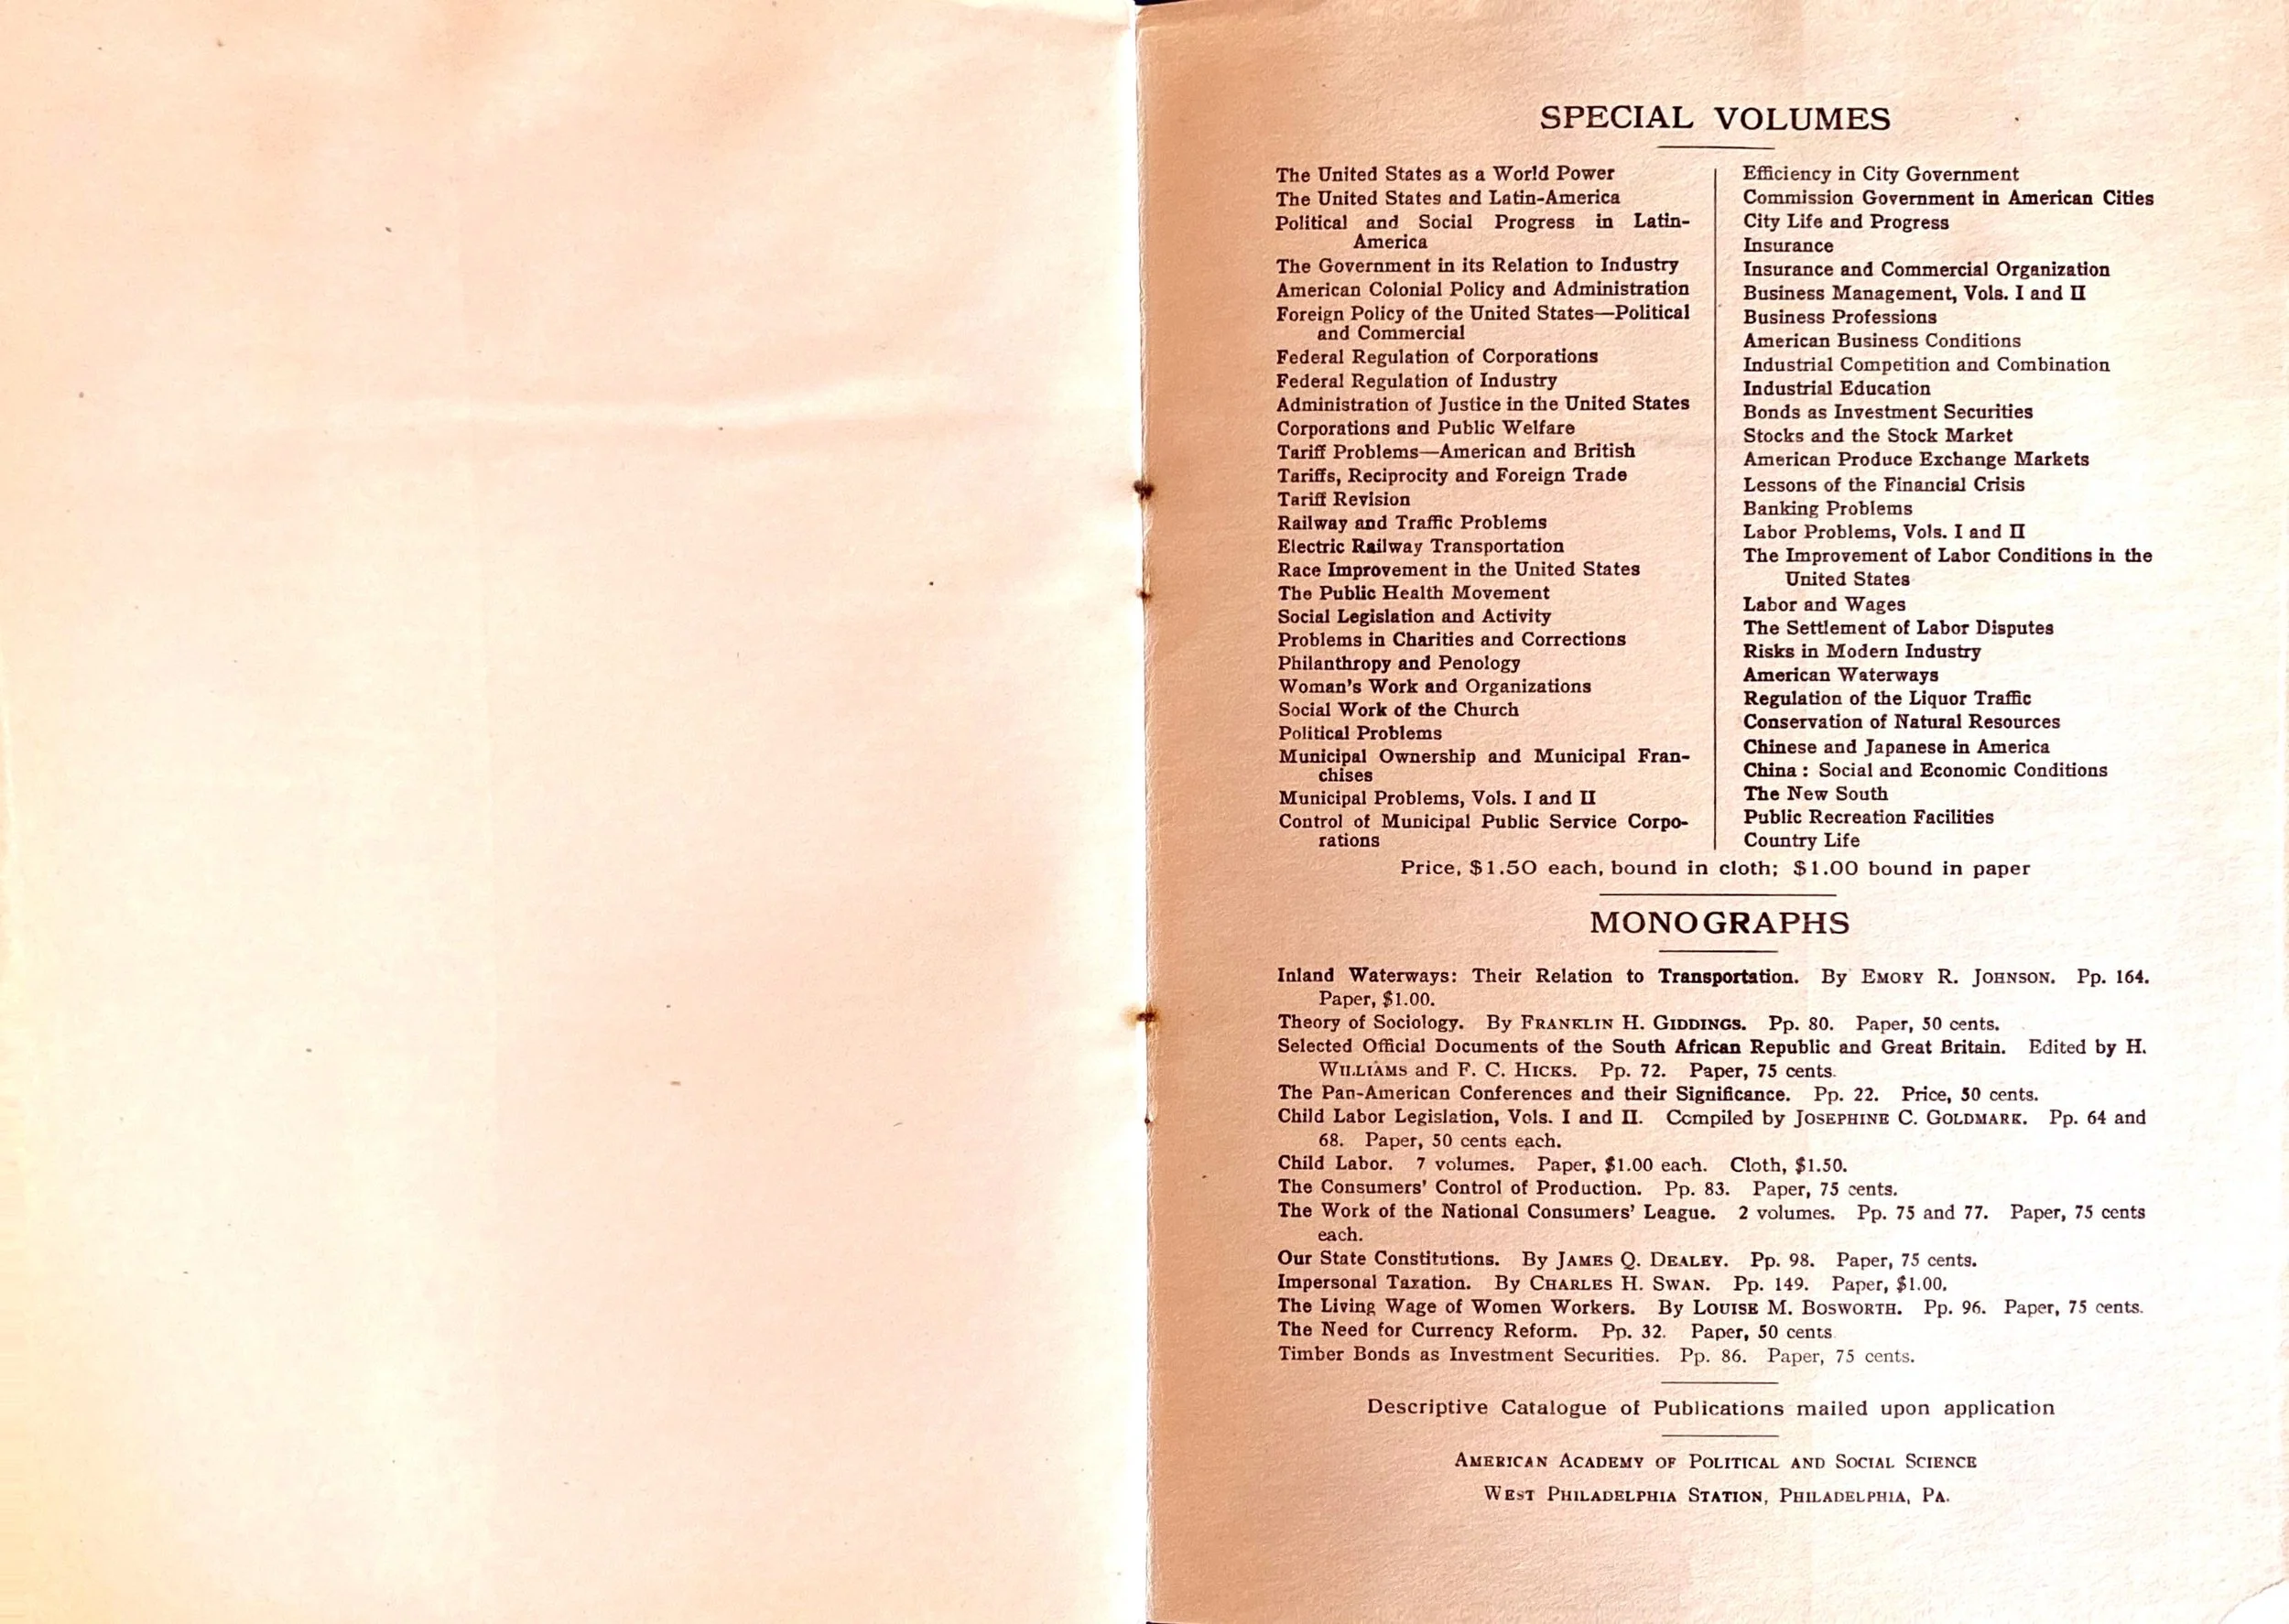 SPECIAL VOLUMES
The United States as a World Power
The United States and Latin-America
Political and Social Progress in Latin-
America
The Government in its Relation to Industry
American Colonial Policy and Administration
Foreign Policy of the United States—Political
and Commercial
Federal Regulation of Corporations
Federal Regulation of Industry
Administration of Justice in the United States
Corporations and Public Welfare
Tariff Problems—American and British
Tariffs, Reciprocity and Foreign Trade
Tariff Revision
Railway and Traffic Problems
Electric Railway Transportation
Race Improvement in the United States
The Public Health Movement
Social Legislation and Activity
Problems in Charities and Corrections
Philanthropy and Penology
Woman's Work and Organizations
Social Work of the Church
Political Problems
Municipal Ownership and Municipal Fran-
chises
Municipal Problems, Vols. I and II
Control of Municipal Public Service Corpo-
rations
Efficiency in City Government
Commission Government in American Cities
City Life and Progress
Insurance
Insurance and Commercial Organization
Business Management, Vols. I and II
Business Professions
American Business Conditions
Industrial Competition and Combination
Industrial Education
Bonds as Investment Securities
Stocks and the Stock Market
American Produce Exchange Markets
Lessons of the Financial Crisis
Banking Problems
Labor Problems, Vols. I and II
The Improvement of Labor Conditions in the
United States
Labor and Wages
The Settlement of Labor Disputes
Risks in Modern Industry
American Waterways
Regulation of the Liquor Traffic
Conservation of Natural Resources
Chinese and Japanese in America
China: Social and Economic Conditions
The New South
Public Recreation Facilities
Country Life
Price, $1.50 each, bound in cloth; $1.00 bound in paper
MONOGRAPHS
Inland Waterways: Their Relation to Transportation. By EMORY R. JOHNSON. Pp. 164.
Paper, $1.00.
Theory of Sociology. By FRANKLIN H. GIDDINGS. Pp. 80. Paper, 50 cents.
Selected Official Documents of the South African Republic and Great Britain. Edited by H.
WILLIAMS and F. C. HICKS. Pp. 72. Paper, 75 cents.
The Pan-American Conferences and their Significance. Pp. 22. Price, 50 cents.
Child Labor Legislation, Vols. I and II. Compiled by JOSEPHINE C. GOLDMARK. Pp. 64 and
68. Paper, 50 cents each.
Child Labor. 7 volumes. Paper, $1.00 each. Cloth, $1.50.
The Consumers' Control of Production. Pp. 83. Paper, 75 cents.
The Work of the National Consumers' League. 2 volumes. Pp. 75 and 77. Paper, 75 cents
each.
Our State Constitutions. By JAMES Q. DEALEY. Pp. 98. Paper, 75 cents.
Impersonal Taxation. By CHARLES H. SWAN. Pp. 149. Paper, $1.00.
The Living Wage of Women Workers. By LOUISE M. BOSWORTH. Pp. 96. Paper, 75 cents.
The Need for Currency Reform. Pp. 32. Paper, 50 cents
Timber Bonds as Investment Securities. Pp. 86. Paper, 75 cents.
Descriptive Catalogue of Publications mailed upon application
AMERICAN ACADEMY OF POLITICAL AND SOCIAL SCIENCE
WEST PHILADELPHIA STATION, PHILADELPHIA, PA.